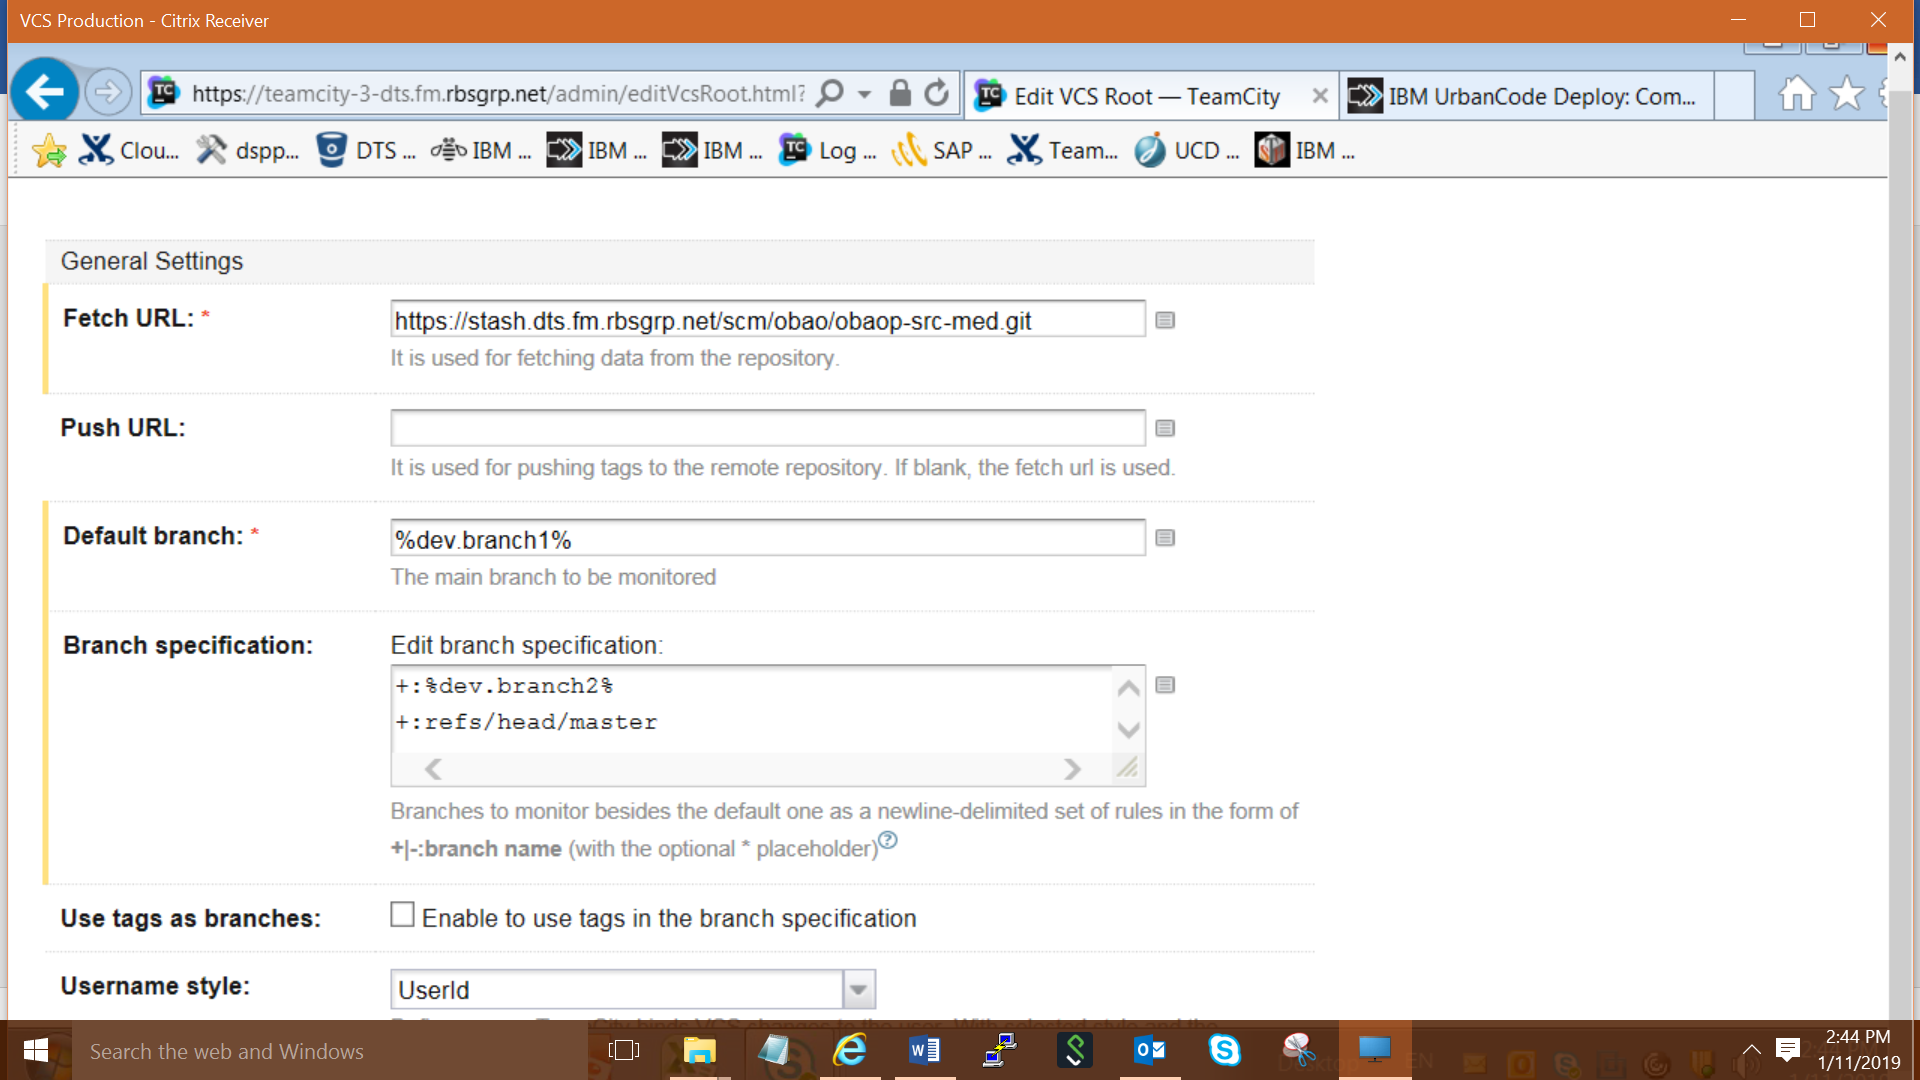 VCS Production - Citrix Receiver
https://teamcity-3-dts.fm.rbsgrp.net/admin/editVcsRoot.html?
TC Edit VCS Root — TeamCity
IBM UrbanCode Deploy: Com...
Clou...
dspp...
DTS ...
IBM ...
IBM ...
IBM ...
TC Log ...
SAP ...
Team...
UCD ...
IBM ...
General Settings
Fetch URL: *
https://stash.dts.fm.rbsgrp.net/scm/obao/obaop-src-med.git
It is used for fetching data from the repository.
Push URL:
It is used for pushing tags to the remote repository. If blank, the fetch url is used.
Default branch: *
%dev.branch1%
The main branch to be monitored
Branch specification:
Edit branch specification:
+:%dev.branch2%
+:refs/head/master
Branches to monitor besides the default one as a newline-delimited set of rules in the form of
+|-:branch name (with the optional * placeholder)
Use tags as branches:
Enable to use tags in the branch specification
Username style:
UserId
Search the web and Windows
2:44 PM
1/11/2019